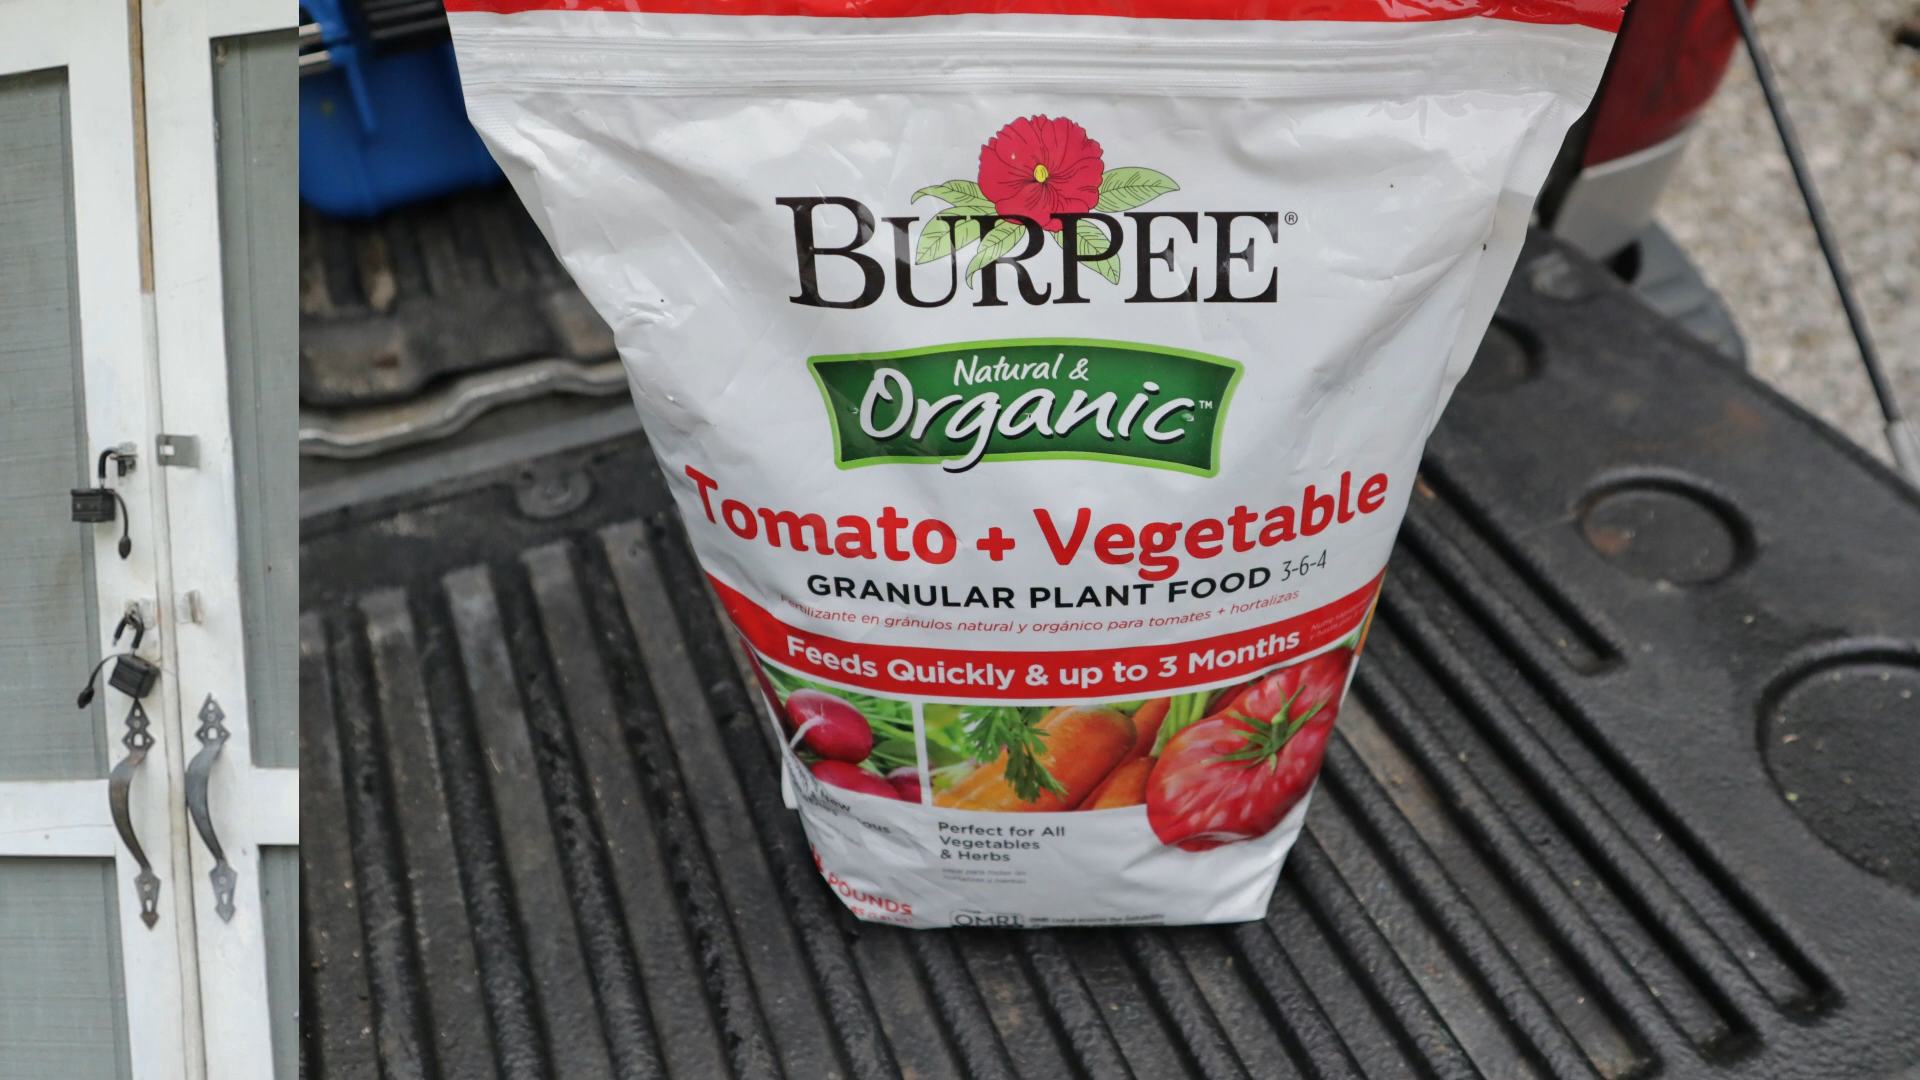 BURPEE®
Natural &
Organic™
Tomato + Vegetable
GRANULAR PLANT FOOD 3-6-4
Fertilizante en gránulos natural y orgánico para tomates + hortalizas
Feeds Quickly & up to 3 Months
Perfect for All
Vegetables
& Herbs
POUNDS
OMRI